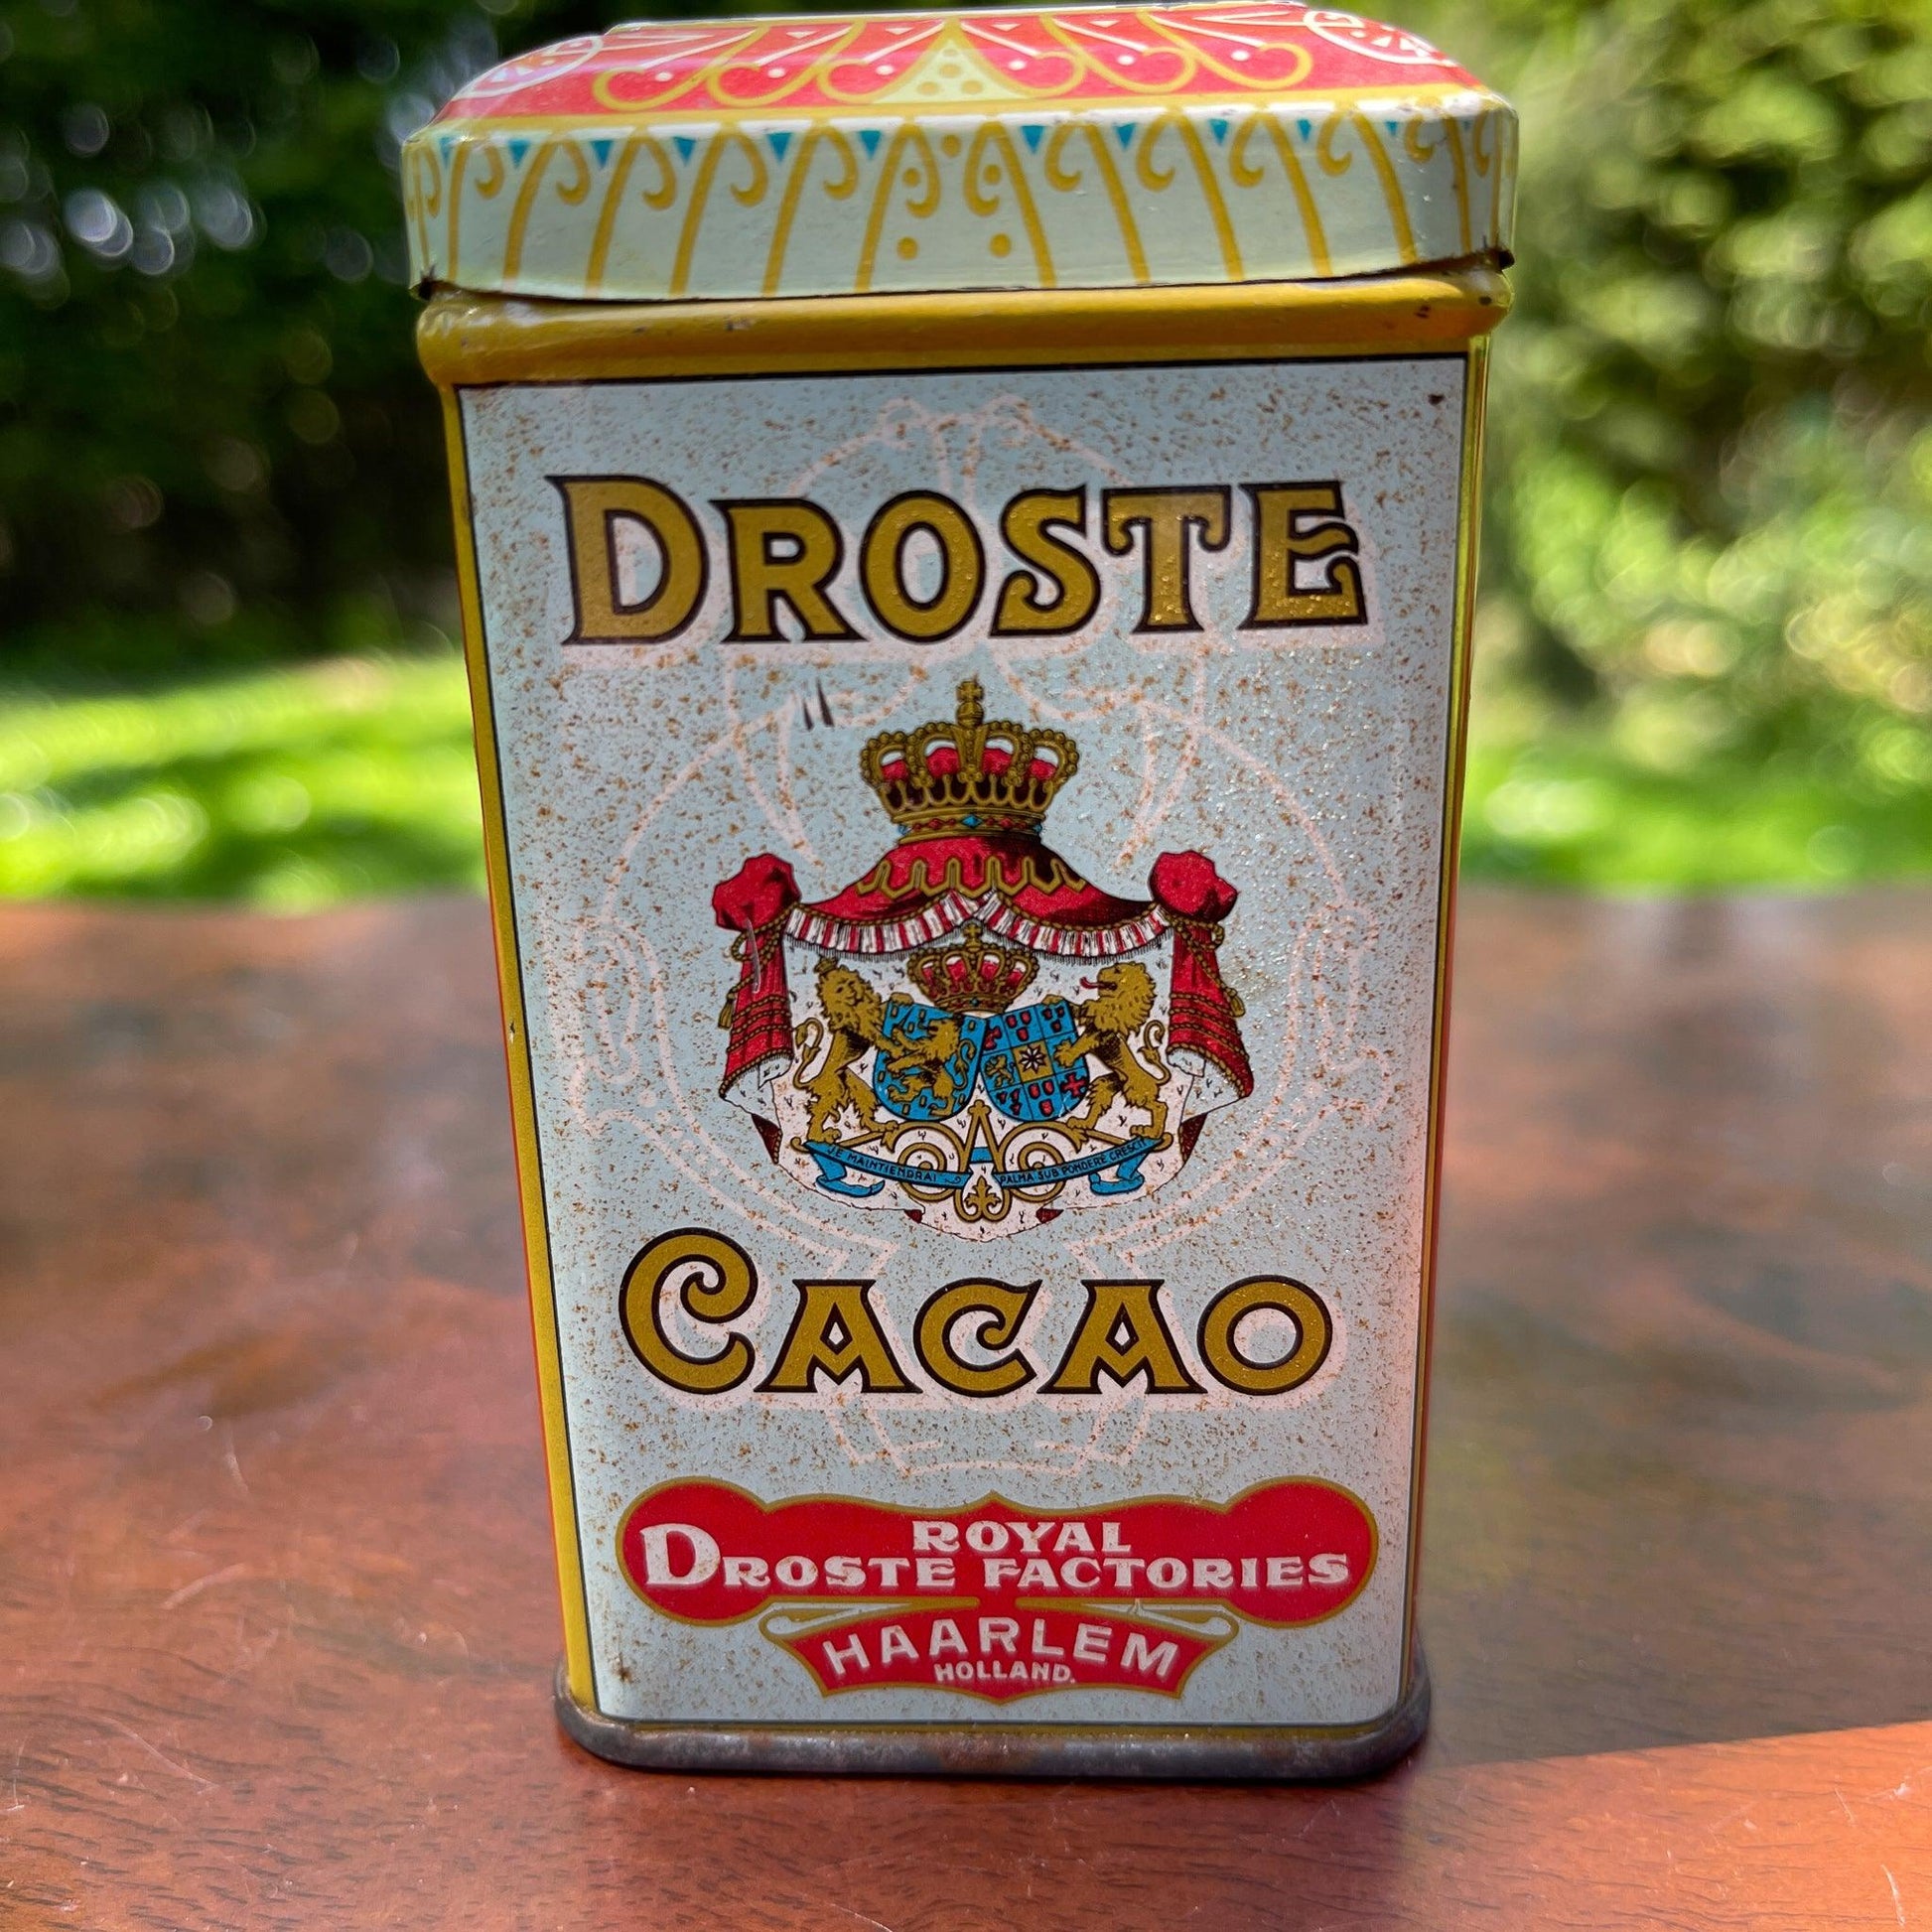 DROSTE
JE MAINTIENDRAI
PALMA SUB PONDERE CRESCIT
CACAO
ROYAL
DROSTE FACTORIES
HAARLEM
HOLLAND.